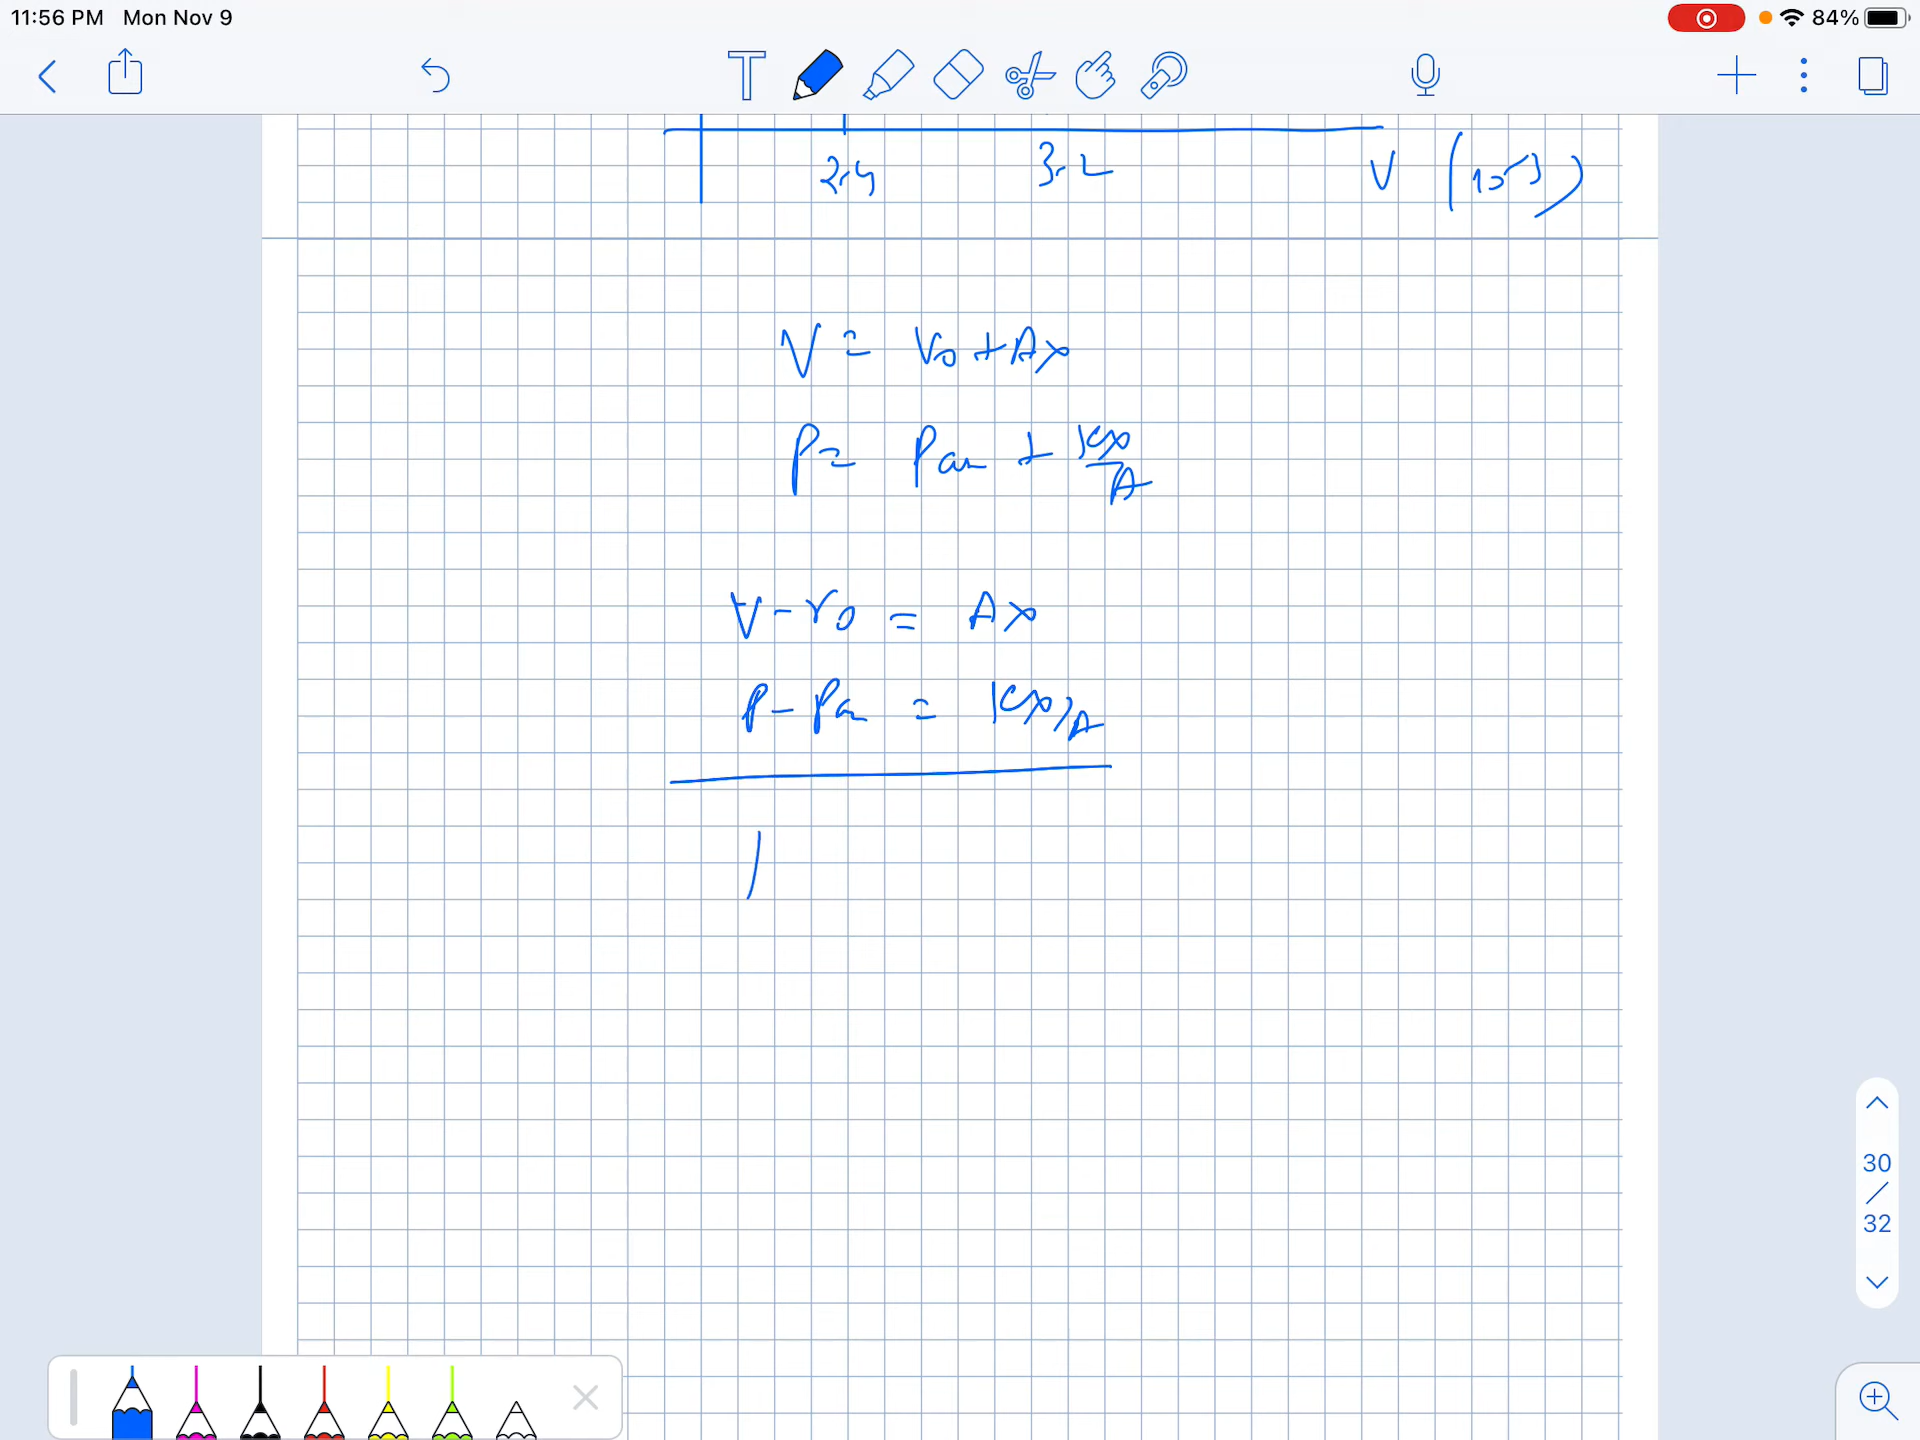 11:56 PM Mon Nov 9
84%
T
2.4 3.2 V (10^-3)
V = V0 + Ax
P = Pa + kx/A
V - V0 = Ax
P - Pa = kx/A
30
/
32